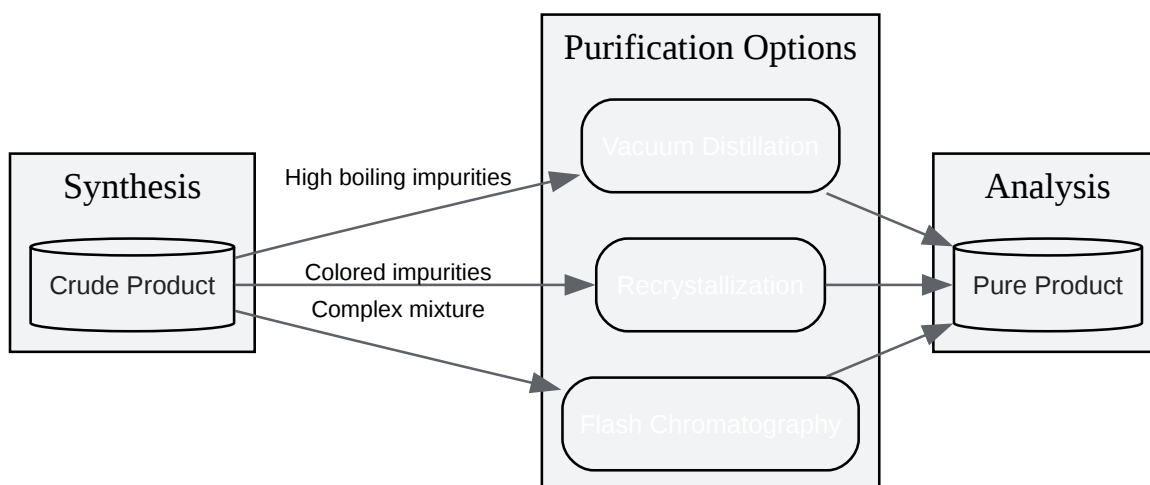 Purification Options
Vacuum Distillation
Synthesis
High boiling impurities
Analysis
Crude Product
Colored impurities
Recrystallization
Pure Product
Complex mixture
Flash Chromatography